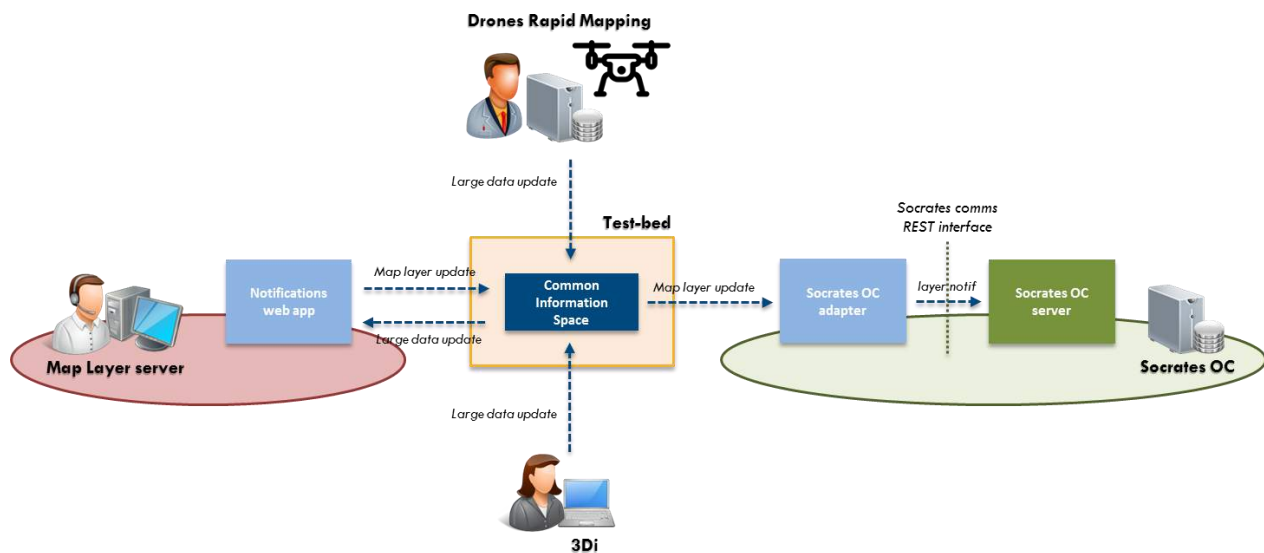 Drones Rapid Mapping
Large data update
Test-bed
Socrates comms
REST interface
Notifications
web app
Map layer update
Large data update
Common
Information
Space
Map layer update
Socrates OC
adapter
layer notif
Socrates OC
server
Map Layer server
Socrates OC
Large data update
3Di